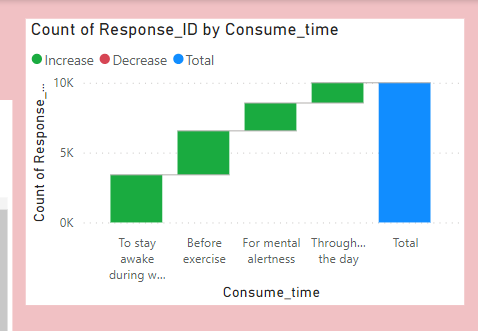 Count of Response_ID by Consume_time
Increase Decrease Total
10K
5K
0K
Count of Response_...
To stay awake during w...
Before exercise
For mental alertness
Through... the day
Total
Consume_time